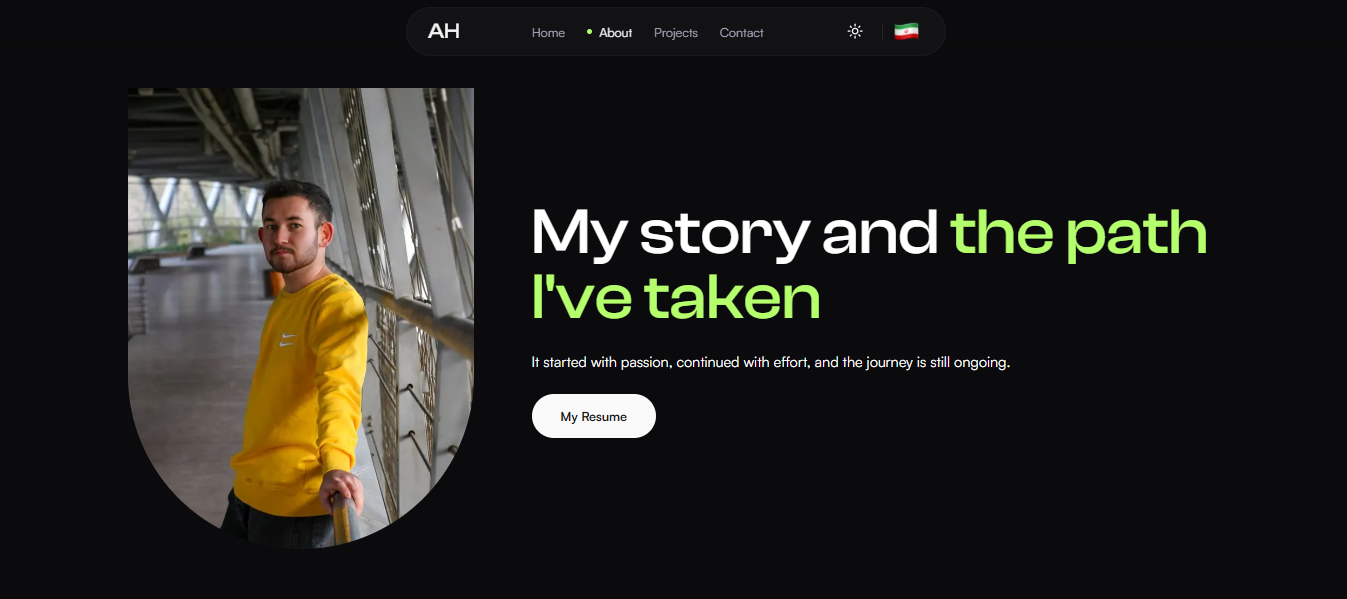 AH
Home
About
Projects
Contact
My story and the path
I've taken
It started with passion, continued with effort, and the journey is still ongoing.
My Resume